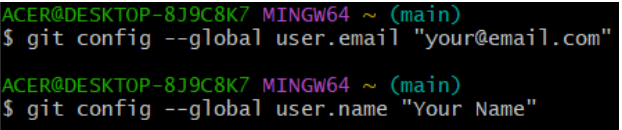 ACER@DESKTOP-8J9C8K7 MINGW64 ~ (main)
$ git config --global user.email "your@email.com"
ACER@DESKTOP-8J9C8K7 MINGW64 ~ (main)
$ git config --global user.name "Your Name"